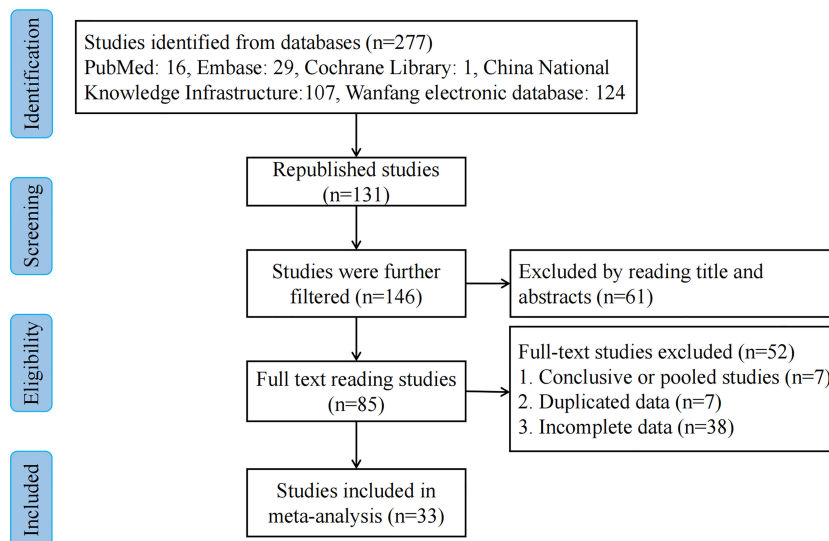 Identification
Studies identified from databases (n=277)
PubMed: 16, Embase: 29, Cochrane Library: 1, China National
Knowledge Infrastructure:107, Wanfang electronic database: 124
Screening
Republished studies
(n=131)
Studies were further
filtered (n=146)
Excluded by reading title and
abstracts (n=61)
Eligibility
Full text reading studies
(n=85)
Full-text studies excluded (n=52)
1. Conclusive or pooled studies (n=7)
2. Duplicated data (n=7)
3. Incomplete data (n=38)
Included
Studies included in
meta-analysis (n=33)